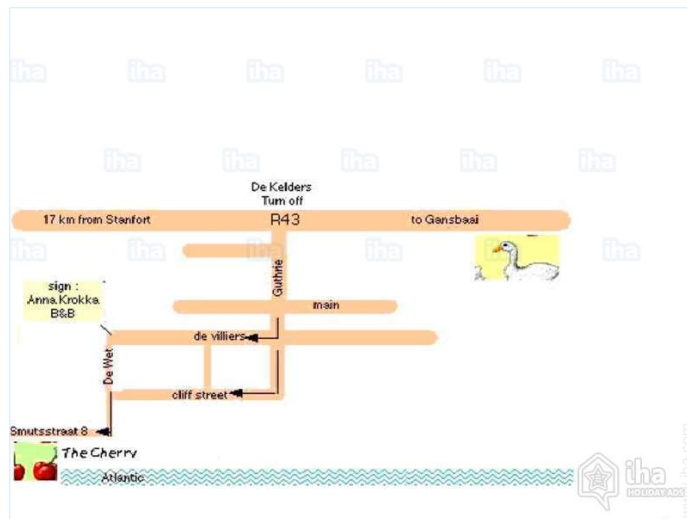 De Kelders
Turn off
17 km from Stanfort
R43
to Gansbaai
Guthrie
sign :
Anna Krokka
B&B
main
de villiers
De Wet
cliff street
Smutsstraat 8
The Cherry
Atlantic
iha
HOLIDAY ADS